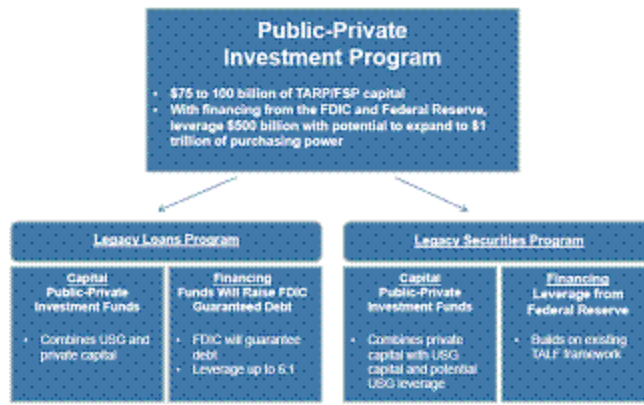 Public-Private
Investment Program
• $75 to 100 billion of TARP/FSP capital
• With financing from the FDIC and Federal Reserve,
leverage $500 billion with potential to expand to $1
trillion of purchasing power
Legacy Loans Program
Legacy Securities Program
Capital
Public-Private
Investment Funds
• Combines USG and
private capital
Financing
Funds Will Raise FDIC
Guaranteed Debt
• FDIC will guarantee
debt
• Leverage up to 6:1
Capital
Public-Private
Investment Funds
• Combines private
capital with USG
capital and potential
USG leverage
Financing
Leverage from
Federal Reserve
• Builds on existing
TALF framework